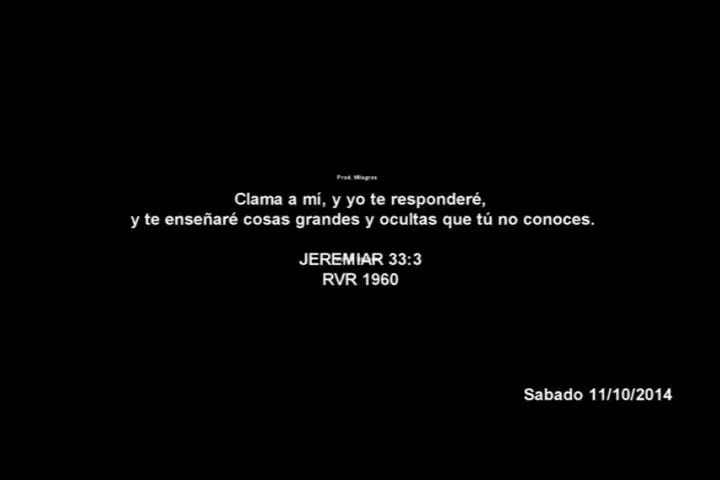 Prod. Milagros
Clama a mí, y yo te responderé,
y te enseñaré cosas grandes y ocultas que tú no conoces.
JEREMIAR 33:3
RVR 1960
Sabado 11/10/2014